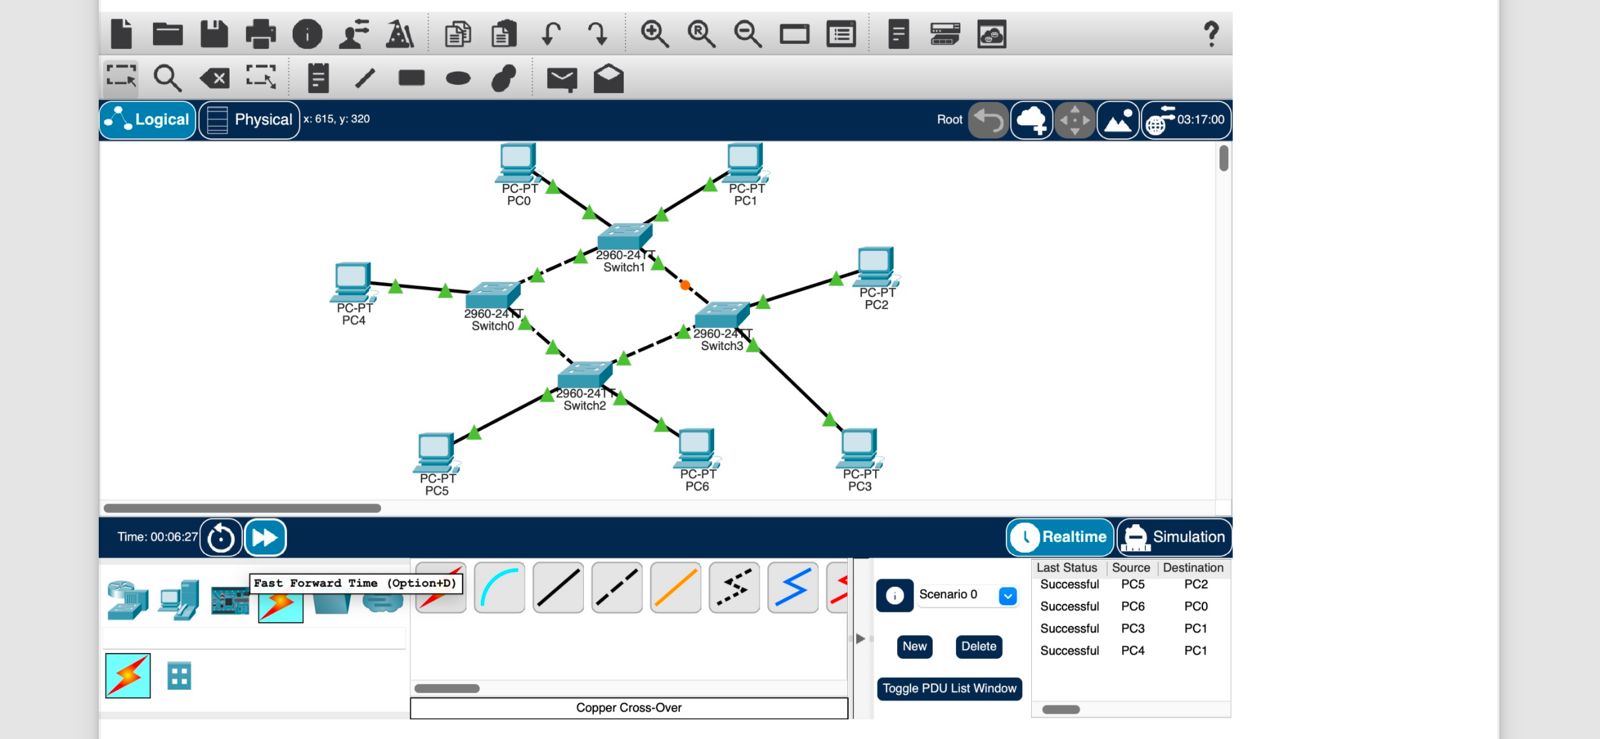 Logical
Physical
x: 615, y: 320
Root
03:17:00
PC-PT
PC0
PC-PT
PC1
2960-24TT
Switch1
PC-PT
PC2
PC-PT
PC4
2960-24TT
Switch0
2960-24TT
Switch3
2960-24TT
Switch2
PC-PT
PC5
PC-PT
PC6
PC-PT
PC3
Time: 00:06:27
Realtime
Simulation
Fast Forward Time (Option+D)
Scenario 0
New
Delete
Toggle PDU List Window
Last Status Source Destination
Successful PC5 PC2
Successful PC6 PC0
Successful PC3 PC1
Successful PC4 PC1
Copper Cross-Over